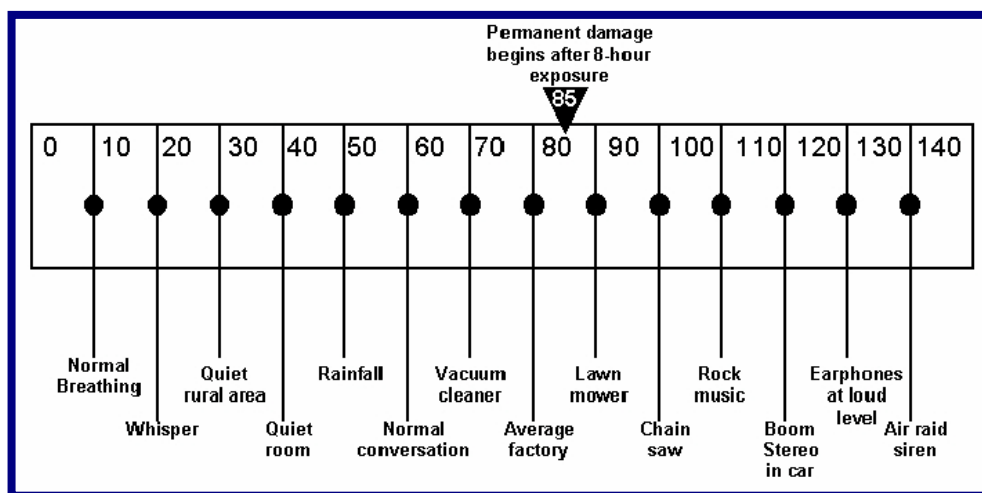 Permanent damage
begins after 8-hour
exposure
85
0 10 20 30 40 50 60 70 80 90 100 110 120 130 140
Normal
Breathing
Whisper
Quiet
rural area
Quiet
room
Rainfall
Normal
conversation
Vacuum
cleaner
Average
factory
Lawn
mower
Chain
saw
Rock
music
Boom
Stereo
in car
Earphones
at loud
level
Air raid
siren